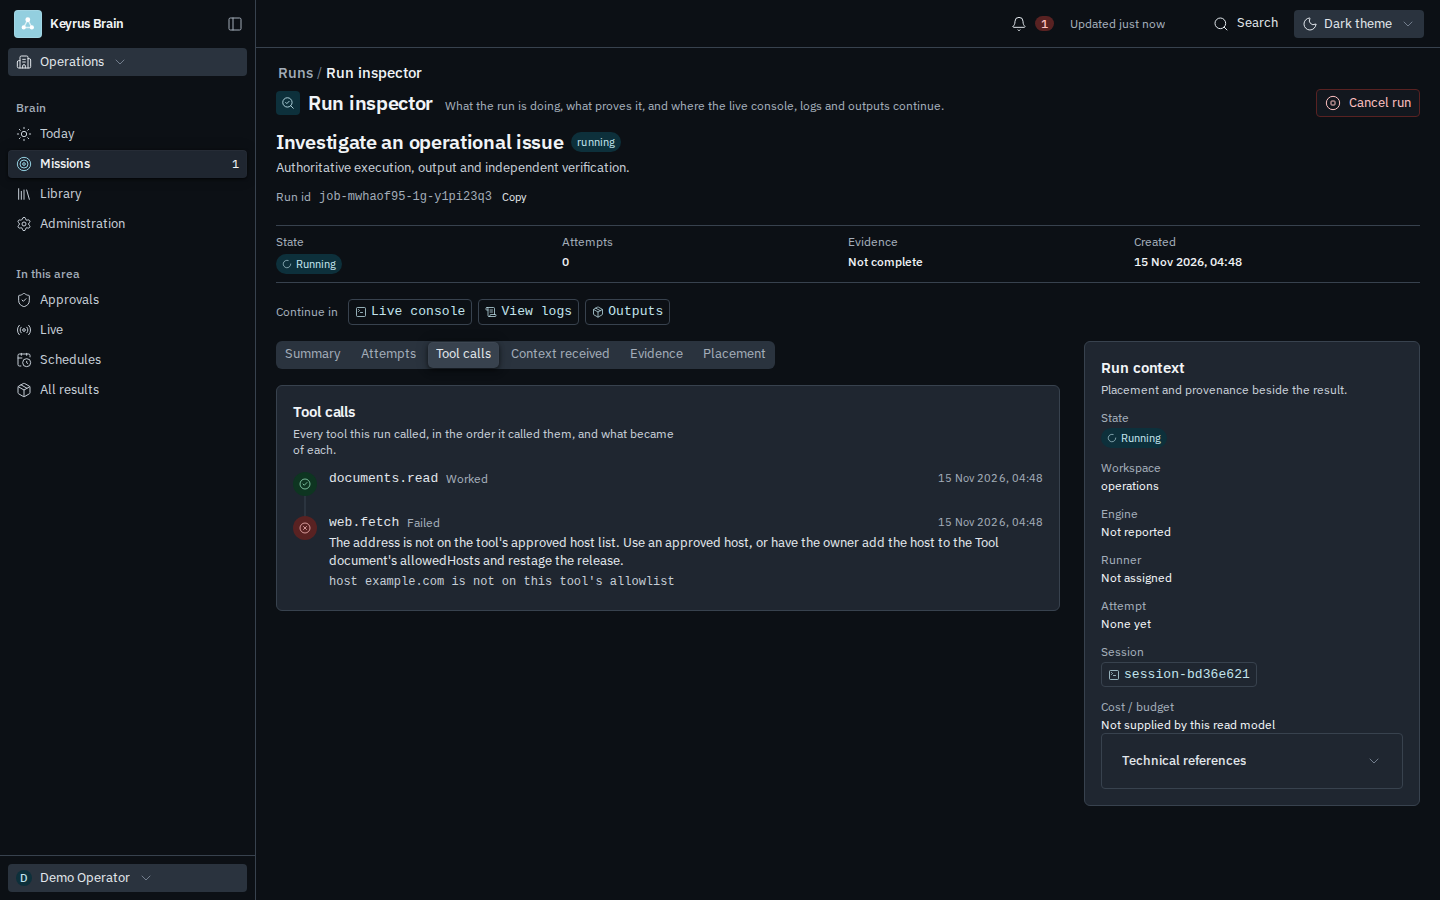 Keyrus Brain
Operations
Brain
Today
Missions 1
Library
Administration
In this area
Approvals
Live
Schedules
All results
D Demo Operator
1 Updated just now Search Dark theme
Runs / Run inspector
Run inspector What the run is doing, what proves it, and where the live console, logs and outputs continue.
Cancel run
Investigate an operational issue running
Authoritative execution, output and independent verification.
Run id job-mwhaof95-1g-y1pi23q3 Copy
State Attempts Evidence Created
Running 0 Not complete 15 Nov 2026, 04:48
Continue in Live console View logs Outputs
Summary Attempts Tool calls Context received Evidence Placement
Tool calls
Every tool this run called, in the order it called them, and what became
of each.
documents.read Worked 15 Nov 2026, 04:48
web.fetch Failed 15 Nov 2026, 04:48
The address is not on the tool's approved host list. Use an approved host, or have the owner add the host to the Tool
document's allowedHosts and restage the release.
host example.com is not on this tool's allowlist
Run context
Placement and provenance beside the result.
State
Running
Workspace
operations
Engine
Not reported
Runner
Not assigned
Attempt
None yet
Session
session-bd36e621
Cost / budget
Not supplied by this read model
Technical references